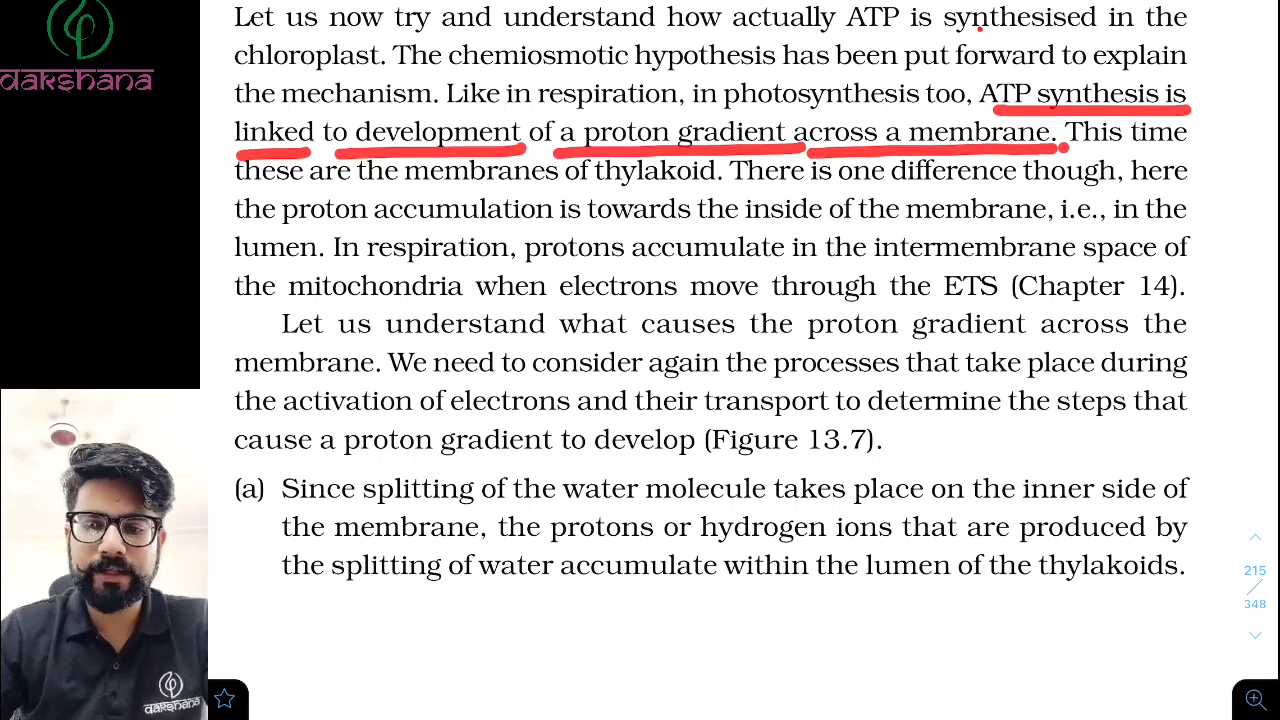 dakshana
Let us now try and understand how actually ATP is synthesised in the
chloroplast. The chemiosmotic hypothesis has been put forward to explain
the mechanism. Like in respiration, in photosynthesis too, ATP synthesis is
linked to development of a proton gradient across a membrane. This time
these are the membranes of thylakoid. There is one difference though, here
the proton accumulation is towards the inside of the membrane, i.e., in the
lumen. In respiration, protons accumulate in the intermembrane space of
the mitochondria when electrons move through the ETS (Chapter 14).
Let us understand what causes the proton gradient across the
membrane. We need to consider again the processes that take place during
the activation of electrons and their transport to determine the steps that
cause a proton gradient to develop (Figure 13.7).
(a) Since splitting of the water molecule takes place on the inner side of
the membrane, the protons or hydrogen ions that are produced by
the splitting of water accumulate within the lumen of the thylakoids.
215
348
dakshana